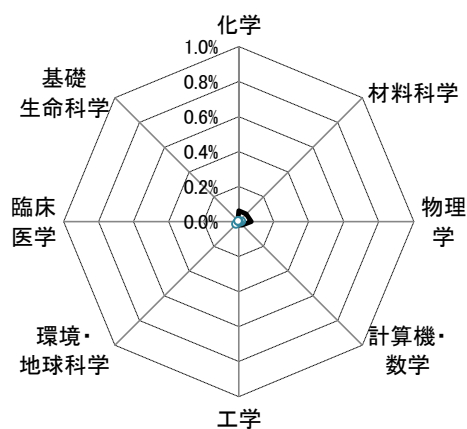 化学
1.0%
0.8%
0.6%
0.4%
0.2%
0.0%
材料科学
物理
学
計算機・
数学
工学
環境・
地球科学
臨床
医学
基礎
生命科学